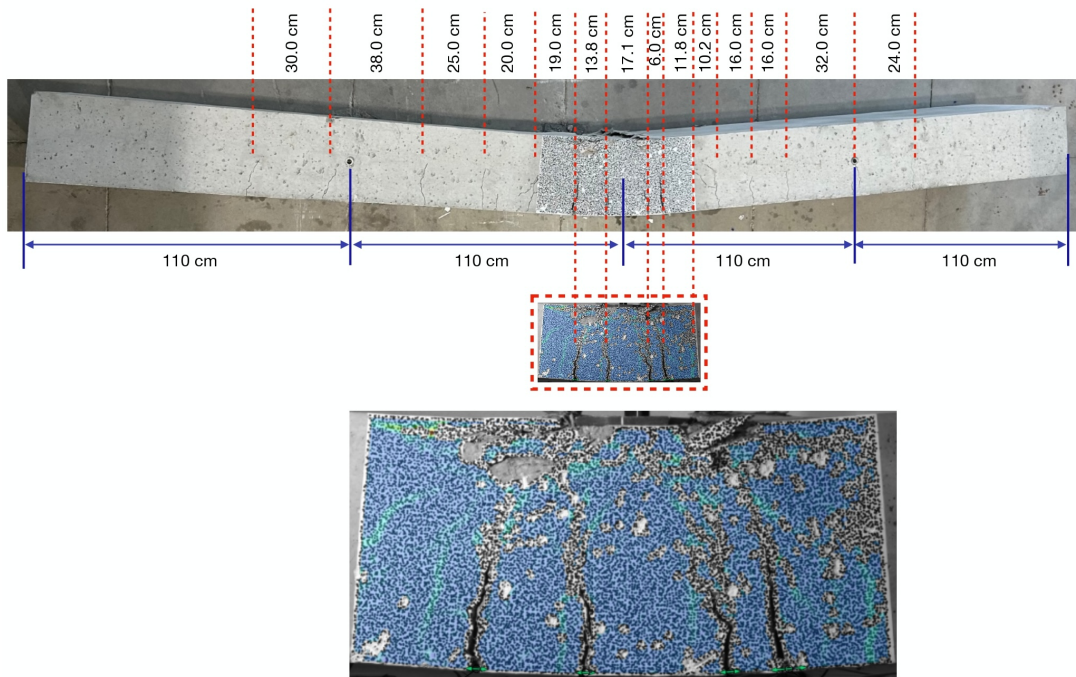 30.0 cm
38.0 cm
25.0 cm
20.0 cm
19.0 cm
13.8 cm
17.1 cm
6.0 cm
11.8 cm
10.2 cm
16.0 cm
16.0 cm
32.0 cm
24.0 cm
110 cm
110 cm
110 cm
110 cm